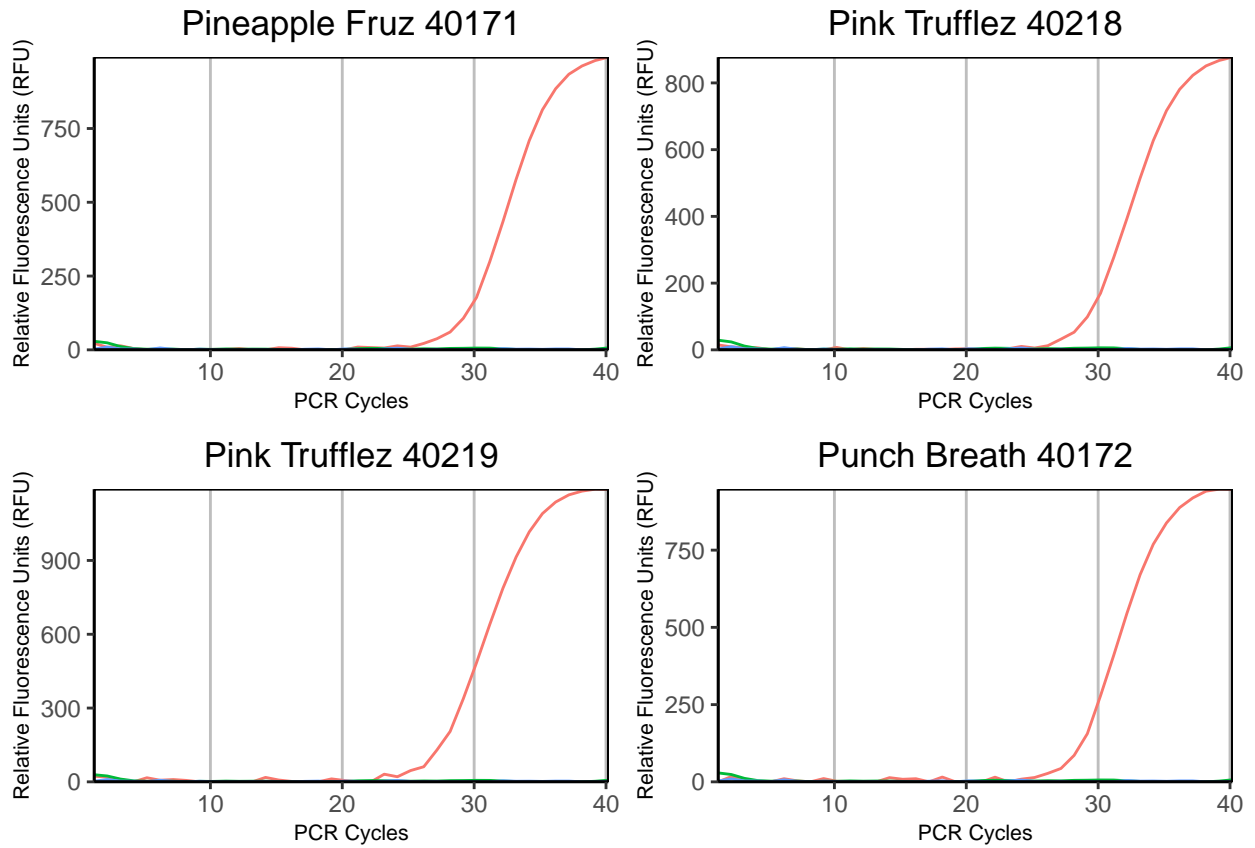 Pineapple Fruz 40171
Relative Fluorescence Units (RFU)
750
500
250
0
10
20
30
40
PCR Cycles
Pink Trufflez 40218
Relative Fluorescence Units (RFU)
800
600
400
200
0
10
20
30
40
PCR Cycles
Pink Trufflez 40219
Relative Fluorescence Units (RFU)
900
600
300
0
10
20
30
40
PCR Cycles
Punch Breath 40172
Relative Fluorescence Units (RFU)
750
500
250
0
10
20
30
40
PCR Cycles